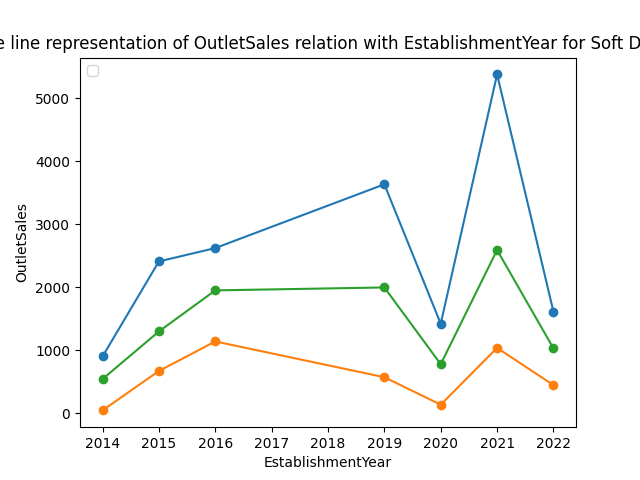 e line representation of OutletSales relation with EstablishmentYear for Soft D
5000
4000
3000
2000
1000
0
OutletSales
2014 2015 2016 2017 2018 2019 2020 2021 2022
EstablishmentYear